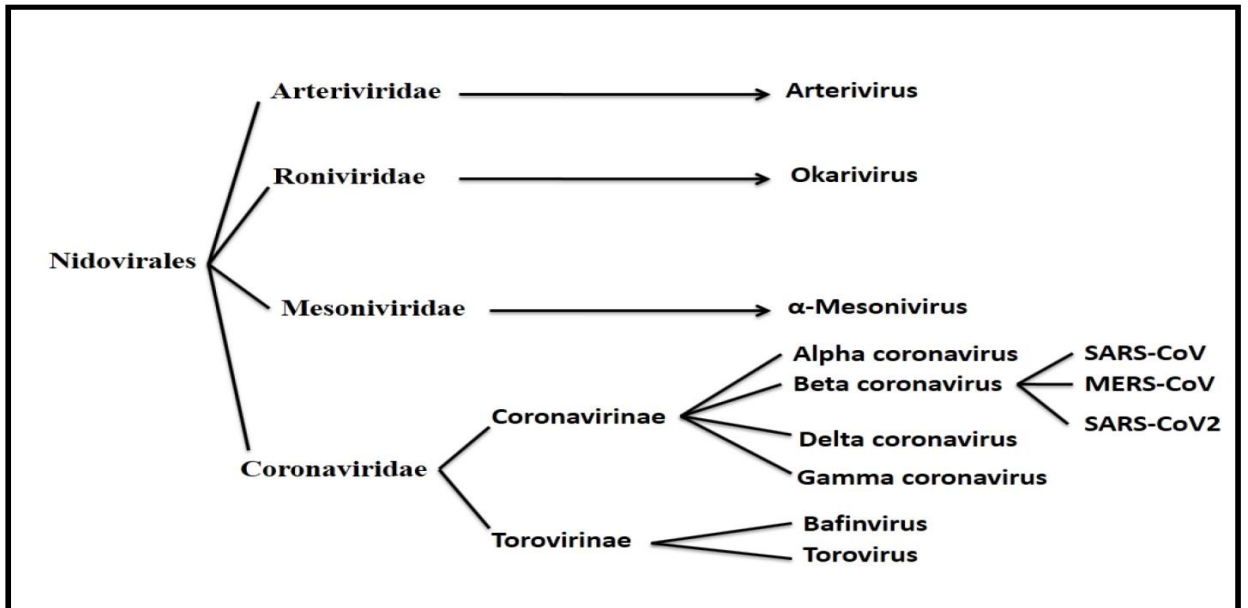 Arteriviridae Arterivirus
Roniviridae Okarivirus
Nidovirales
Mesoniviridae α-Mesonivirus
Alpha coronavirus SARS-CoV
Beta coronavirus MERS-CoV
Coronavirinae SARS-CoV2
Delta coronavirus
Coronaviridae
Gamma coronavirus
Bafinvirus
Torovirinae
Torovirus